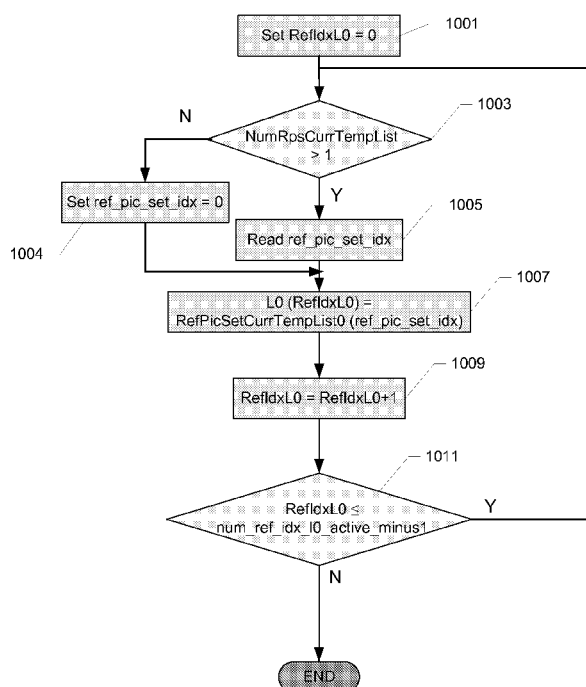 Set RefIdxL0 = 0
1001
N
NumRpsCurrTempList
> 1
1003
Y
Set ref_pic_set_idx = 0
1004
Read ref_pic_set_idx
1005
L0 (RefIdxL0) =
RefPicSetCurrTempList0 (ref_pic_set_idx)
1007
RefIdxL0 = RefIdxL0+1
1009
RefIdxL0 ≤
num_ref_idx_l0_active_minus1
1011
Y
N
END